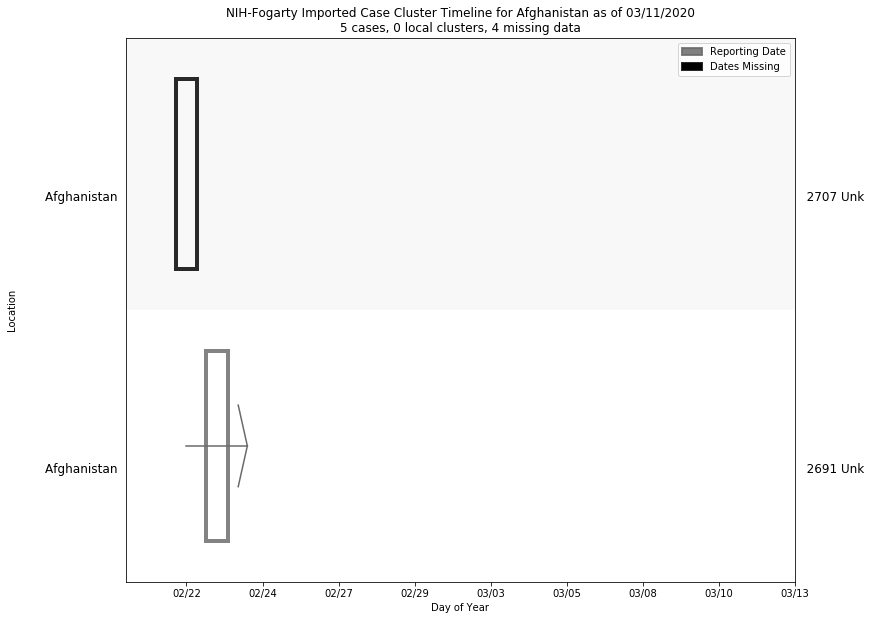 NIH-Fogarty Imported Case Cluster Timeline for Afghanistan as of 03/11/2020
5 cases, 0 local clusters, 4 missing data
Reporting Date
Dates Missing
Afghanistan
2707 Unk
Location
Afghanistan
2691 Unk
02/22 02/24 02/27 02/29 03/03 03/05 03/08 03/10 03/13
Day of Year